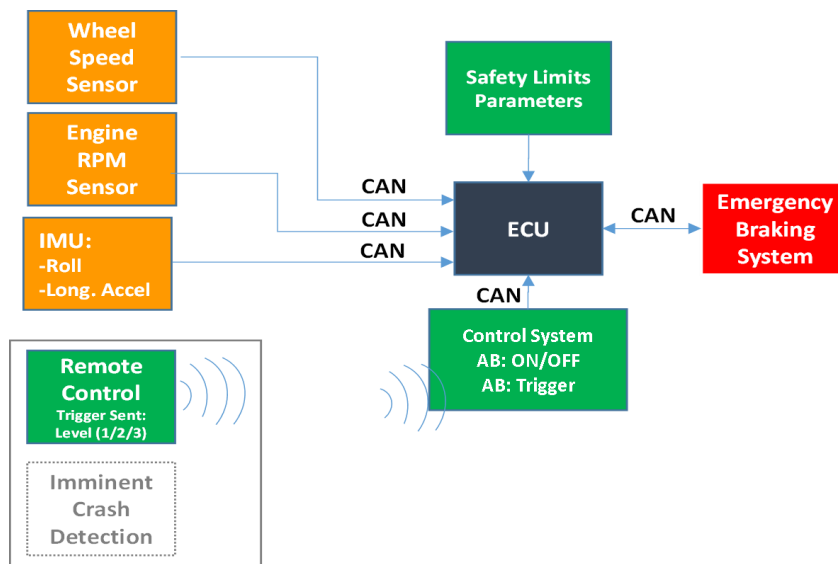 Wheel
Speed
Sensor
Safety Limits
Parameters
Engine
RPM
Sensor
CAN
CAN
CAN
ECU
CAN
Emergency
Braking
System
IMU:
-Roll
-Long. Accel
CAN
Control System
AB: ON/OFF
AB: Trigger
Remote
Control
Trigger Sent:
Level (1/2/3)
Imminent
Crash
Detection